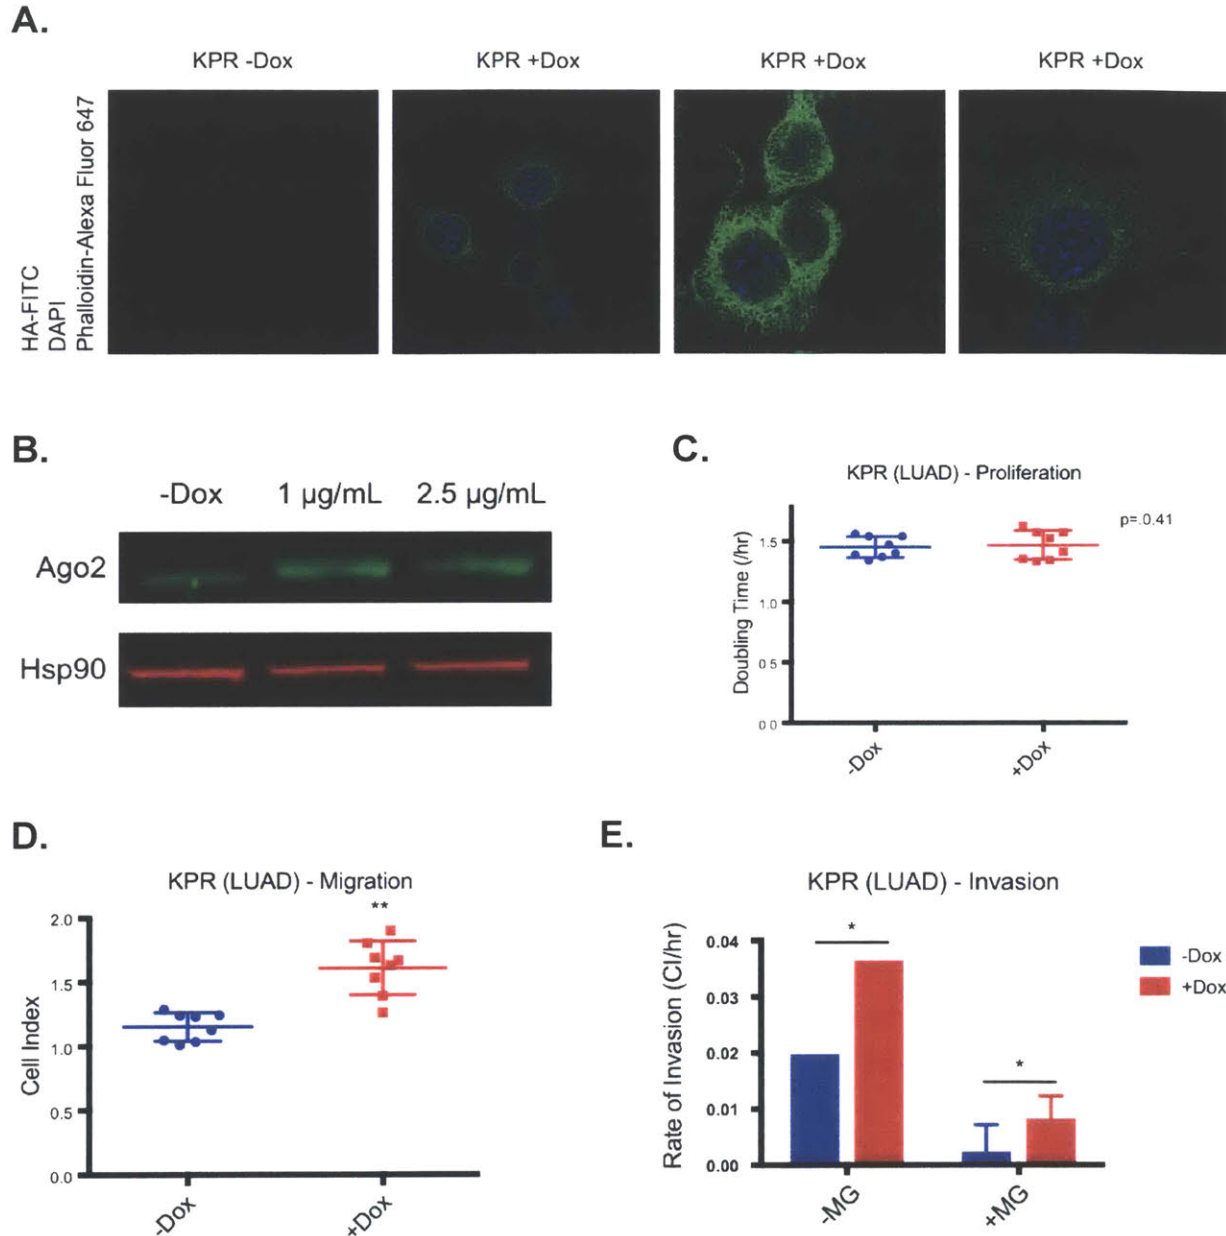 A.
KPR -Dox
KPR +Dox
KPR +Dox
KPR +Dox
HA-FITC
DAPI
Phalloidin-Alexa Fluor 647
B.
-Dox
1 µg/mL
2.5 µg/mL
Ago2
Hsp90
C.
KPR (LUAD) - Proliferation
p=.0.41
Doubling Time (/hr)
1.5
1.0
0.5
0.0
-Dox
+Dox
D.
KPR (LUAD) - Migration
**
Cell Index
2.0
1.5
1.0
0.5
0.0
-Dox
+Dox
E.
KPR (LUAD) - Invasion
*
*
Rate of Invasion (CI/hr)
0.04
0.03
0.02
0.01
0.00
-MG
+MG
-Dox
+Dox